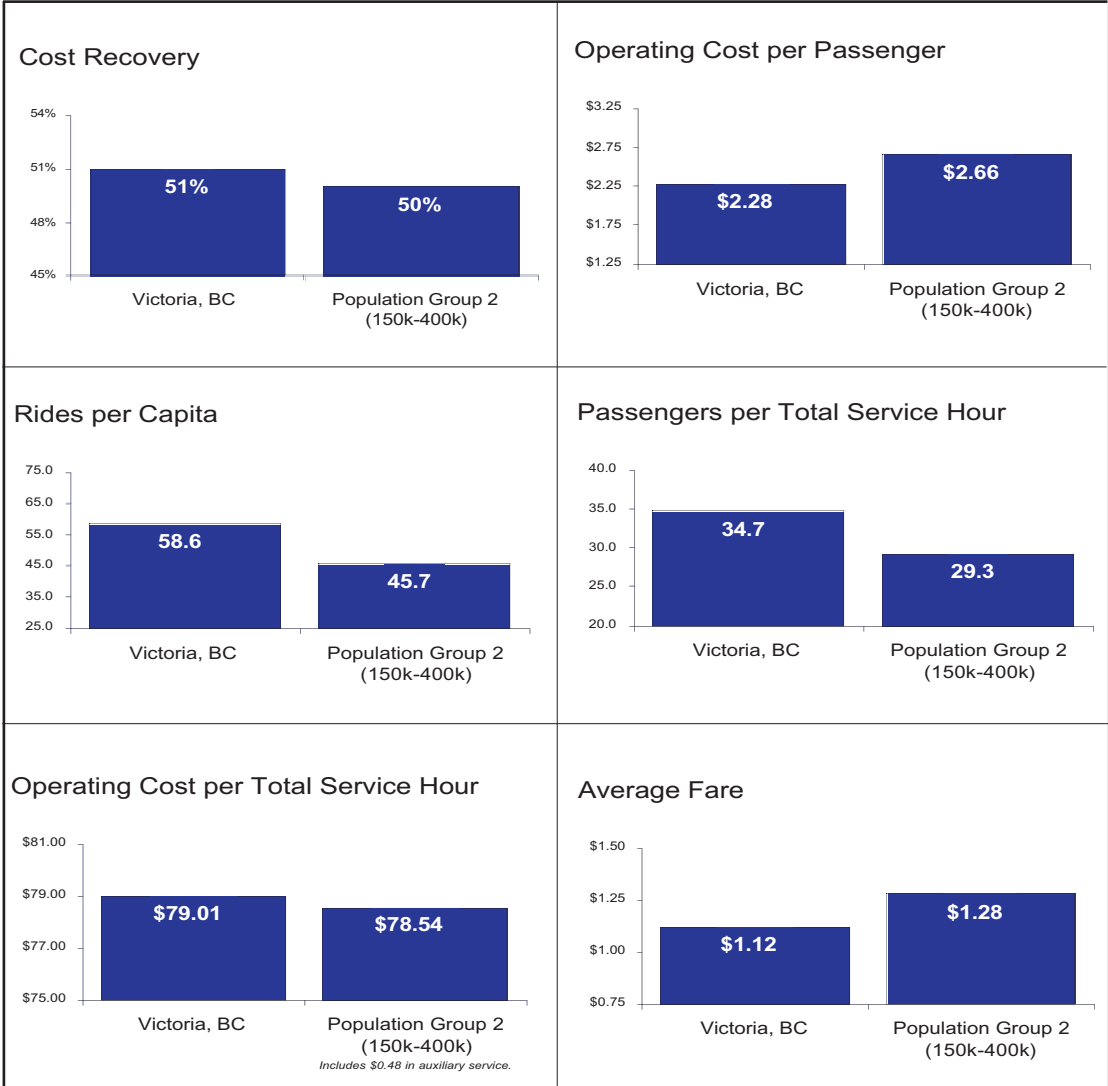 Cost Recovery
54%
51%
48%
45%
51%
50%
Victoria, BC
Population Group 2
(150k-400k)
Operating Cost per Passenger
$3.25
$2.75
$2.25
$1.75
$1.25
$2.28
$2.66
Victoria, BC
Population Group 2
(150k-400k)
Rides per Capita
75.0
65.0
55.0
45.0
35.0
25.0
58.6
45.7
Victoria, BC
Population Group 2
(150k-400k)
Passengers per Total Service Hour
40.0
35.0
30.0
25.0
20.0
34.7
29.3
Victoria, BC
Population Group 2
(150k-400k)
Operating Cost per Total Service Hour
$81.00
$79.00
$77.00
$75.00
$79.01
$78.54
Victoria, BC
Population Group 2
(150k-400k)
Includes $0.48 in auxiliary service.
Average Fare
$1.50
$1.25
$1.00
$0.75
$1.12
$1.28
Victoria, BC
Population Group 2
(150k-400k)